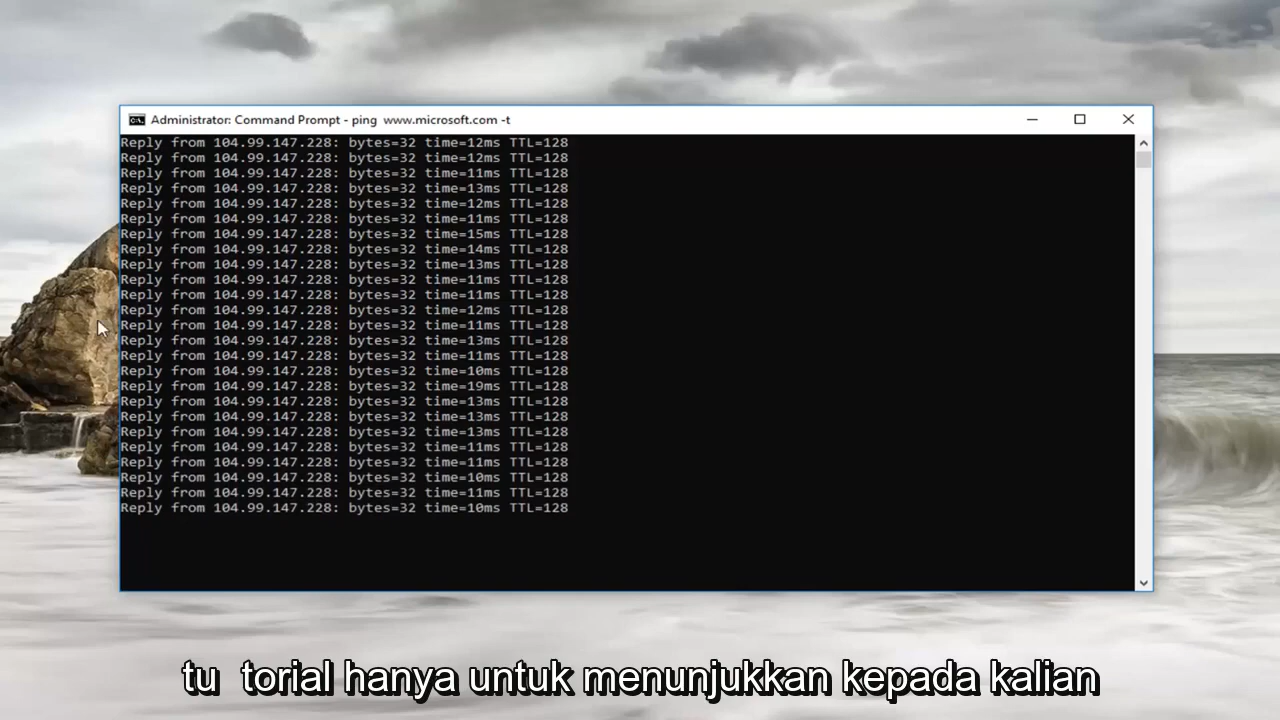 Administrator: Command Prompt - ping  www.microsoft.com -t
Reply from 104.99.147.228: bytes=32 time=12ms TTL=128
Reply from 104.99.147.228: bytes=32 time=12ms TTL=128
Reply from 104.99.147.228: bytes=32 time=11ms TTL=128
Reply from 104.99.147.228: bytes=32 time=13ms TTL=128
Reply from 104.99.147.228: bytes=32 time=12ms TTL=128
Reply from 104.99.147.228: bytes=32 time=11ms TTL=128
Reply from 104.99.147.228: bytes=32 time=15ms TTL=128
Reply from 104.99.147.228: bytes=32 time=14ms TTL=128
Reply from 104.99.147.228: bytes=32 time=13ms TTL=128
Reply from 104.99.147.228: bytes=32 time=11ms TTL=128
Reply from 104.99.147.228: bytes=32 time=11ms TTL=128
Reply from 104.99.147.228: bytes=32 time=12ms TTL=128
Reply from 104.99.147.228: bytes=32 time=11ms TTL=128
Reply from 104.99.147.228: bytes=32 time=13ms TTL=128
Reply from 104.99.147.228: bytes=32 time=11ms TTL=128
Reply from 104.99.147.228: bytes=32 time=10ms TTL=128
Reply from 104.99.147.228: bytes=32 time=19ms TTL=128
Reply from 104.99.147.228: bytes=32 time=13ms TTL=128
Reply from 104.99.147.228: bytes=32 time=13ms TTL=128
Reply from 104.99.147.228: bytes=32 time=13ms TTL=128
Reply from 104.99.147.228: bytes=32 time=11ms TTL=128
Reply from 104.99.147.228: bytes=32 time=11ms TTL=128
Reply from 104.99.147.228: bytes=32 time=10ms TTL=128
Reply from 104.99.147.228: bytes=32 time=11ms TTL=128
Reply from 104.99.147.228: bytes=32 time=10ms TTL=128
tu  torial hanya untuk menunjukkan kepada kalian